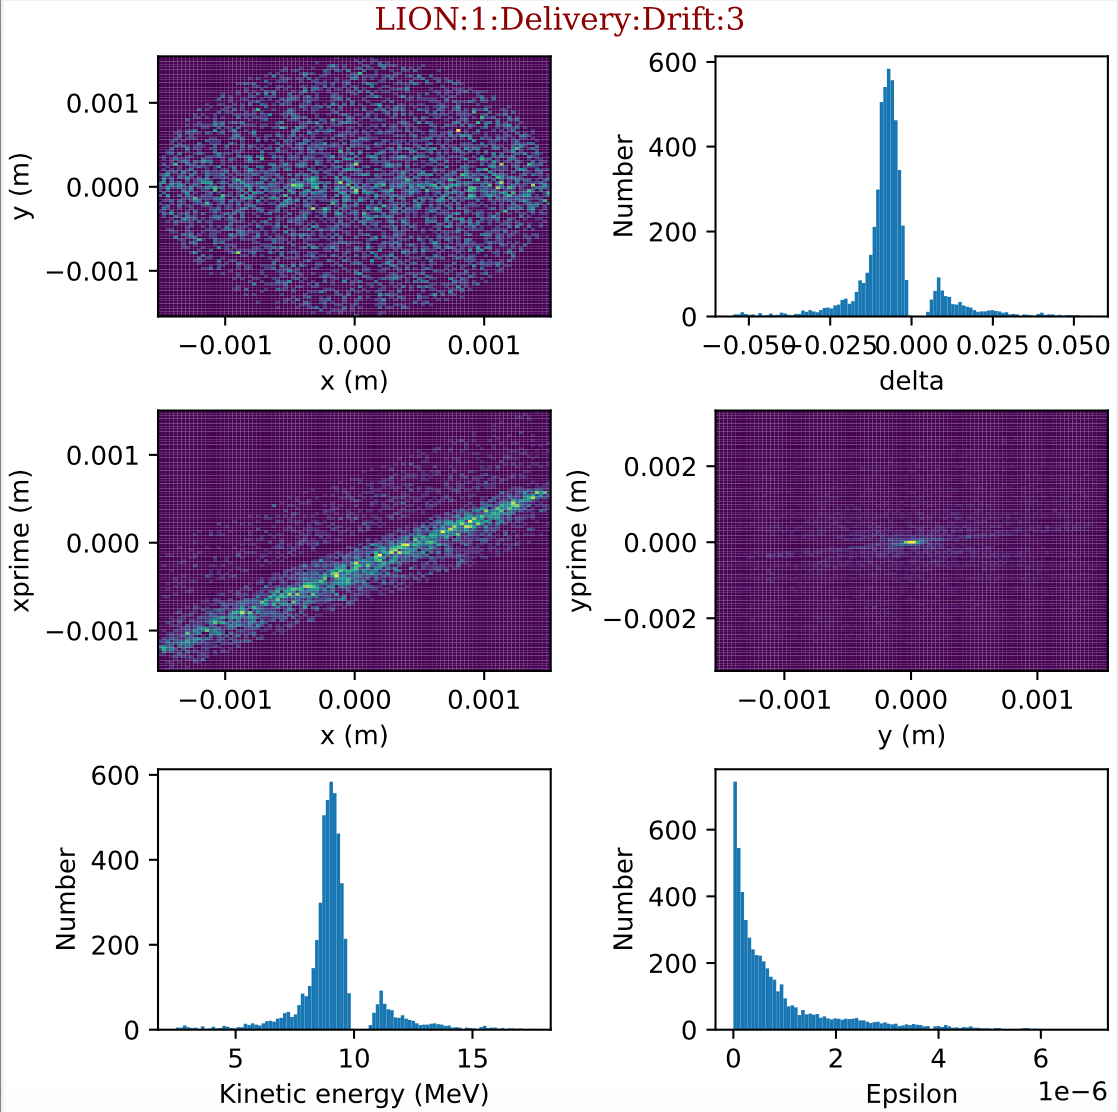 LION:1:Delivery:Drift:3
0.001
0.000
−0.001
y (m)
−0.001 0.000 0.001
x (m)
600
400
200
0
Number
−0.050 −0.025 0.000 0.025 0.050
delta
0.001
0.000
−0.001
xprime (m)
−0.001 0.000 0.001
x (m)
0.002
0.000
−0.002
yprime (m)
−0.001 0.000 0.001
y (m)
600
400
200
0
Number
5 10 15
Kinetic energy (MeV)
600
400
200
0
Number
0 2 4 6
1e−6
Epsilon